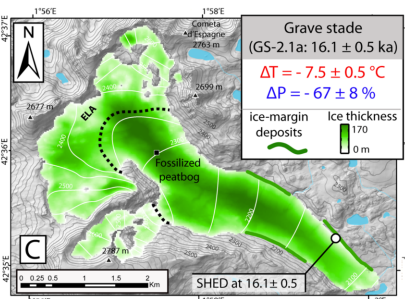 1°56'E
1°58'E
42°37'E
42°36'E
42°35'E
N
Cometa
d'Espagne
2763 m
2699 m
2677 m
2787 m
ELA
Fossilized
peatbog
2500
2400
2200
Grave stade
(GS-2.1a: 16.1 ± 0.5 ka)
ΔT = - 7.5 ± 0.5 °C
ΔP = - 67 ± 8 %
ice-margin
deposits
Ice thickness
170
0 m
C
0 0.25 0.5 1 1.5 2
Km
SHED at 16.1± 0.5